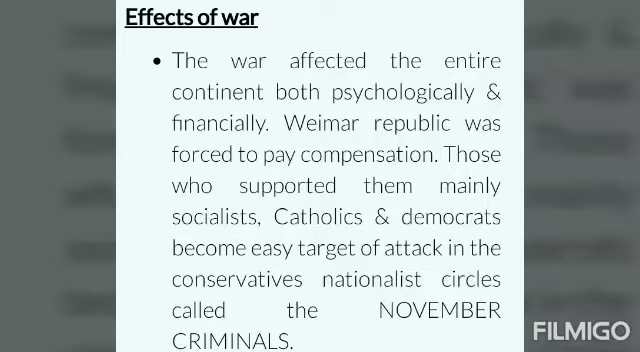 Effects of war
• The war affected the entire
continent both psychologically &
financially. Weimar republic was
forced to pay compensation. Those
who supported them mainly
socialists, Catholics & democrats
become easy target of attack in the
conservatives nationalist circles
called the NOVEMBER
CRIMINALS.
FILMIGO